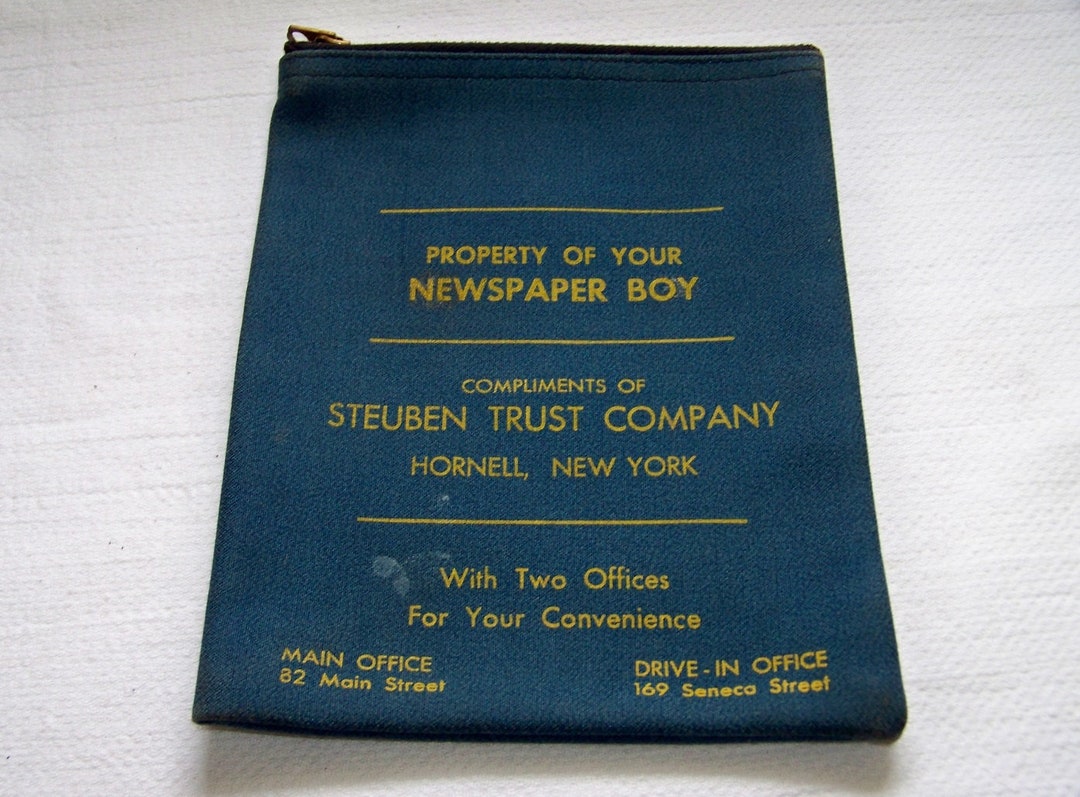 PROPERTY OF YOUR
NEWSPAPER BOY
COMPLIMENTS OF
STEUBEN TRUST COMPANY
HORNELL, NEW YORK
With Two Offices
For Your Convenience
MAIN OFFICE
82 Main Street
DRIVE-IN OFFICE
169 Seneca Street